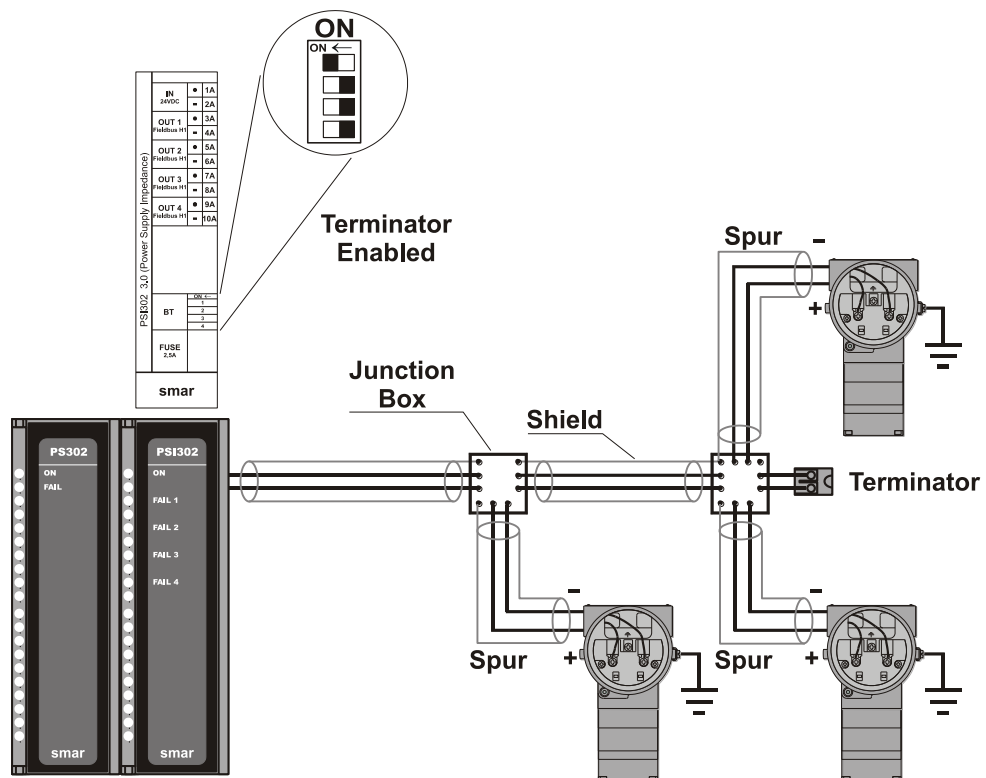 ON
ON ←
IN
24VDC
• 1A
- 2A
OUT 1
Fieldbus H1
• 3A
- 4A
OUT 2
Fieldbus H1
• 5A
- 6A
OUT 3
Fieldbus H1
• 7A
- 8A
OUT 4
Fieldbus H1
• 9A
- 10A
PSI302 3.0 (Power Supply Impedance)
BT
ON ←
1
2
3
4
FUSE
2,5A
smar
Terminator
Enabled
Spur
-
+
Junction
Box
Shield
Terminator
PS302
ON
FAIL
smar
PSI302
ON
FAIL 1
FAIL 2
FAIL 3
FAIL 4
smar
Spur
-
+
Spur
-
+